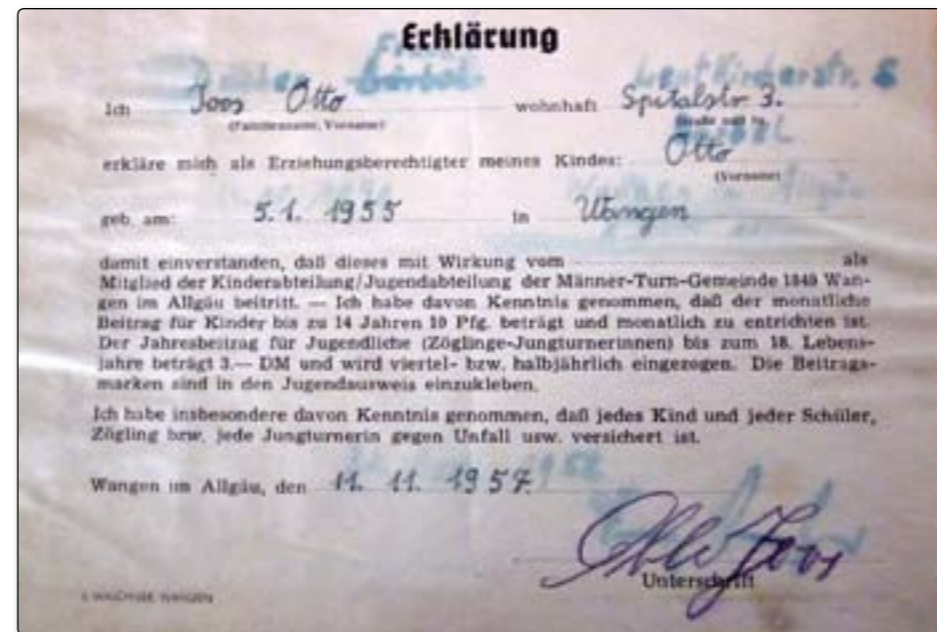 Erklärung
Ich Joos Otto wohnhaft Spitalstr 3.
(Familienname, Vorname)
erkläre mich als Erziehungsberechtigter meines Kindes: Otto
(Vorname)
geb. am: 5. 1. 1955 in Wangen
damit einverstanden, daß dieses mit Wirkung vom als
Mitglied der Kinderabteilung/Jugendabteilung der Männer-Turn-Gemeinde 1849 Wan-
gen im Allgäu beitritt. — Ich habe davon Kenntnis genommen, daß der monatliche
Beitrag für Kinder bis zu 14 Jahren 10 Pfg. beträgt und monatlich zu entrichten ist.
Der Jahresbeitrag für Jugendliche (Zöglinge-Jungturnerinnen) bis zum 18. Lebens-
jahre beträgt 3.— DM und wird viertel- bzw. halbjährlich eingezogen. Die Beitrags-
marken sind in den Jugendausweis einzukleben.
Ich habe insbesondere davon Kenntnis genommen, daß jedes Kind und jeder Schüler,
Zögling bzw. jede Jungturnerin gegen Unfall usw. versichert ist.
Wangen im Allgäu, den 11. 11. 1957
Otto Joos
Unterschrift
WANGEN